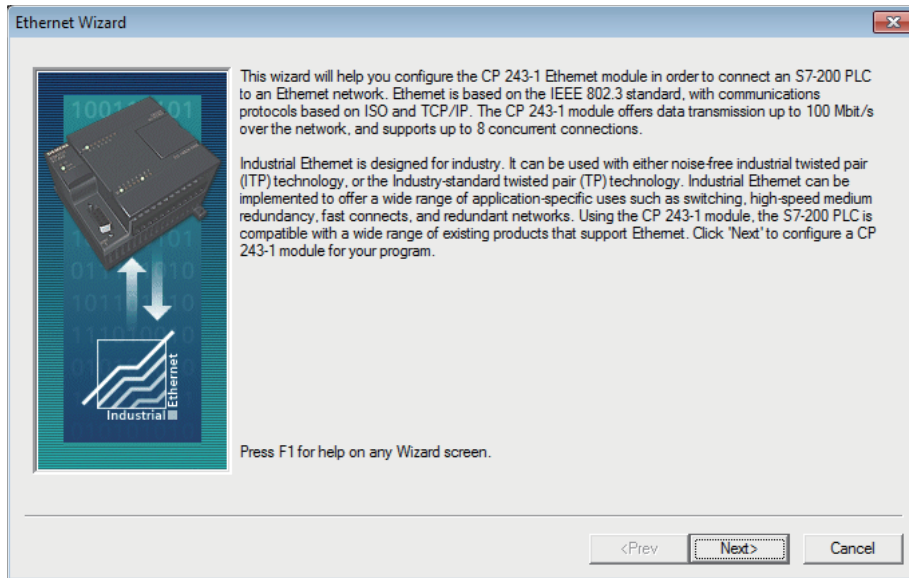 Ethernet Wizard
This wizard will help you configure the CP 243-1 Ethernet module in order to connect an S7-200 PLC
to an Ethernet network. Ethernet is based on the IEEE 802.3 standard, with communications
protocols based on ISO and TCP/IP. The CP 243-1 module offers data transmission up to 100 Mbit/s
over the network, and supports up to 8 concurrent connections.
Industrial Ethernet is designed for industry. It can be used with either noise-free industrial twisted pair
(ITP) technology, or the Industry-standard twisted pair (TP) technology. Industrial Ethernet can be
implemented to offer a wide range of application-specific uses such as switching, high-speed medium
redundancy, fast connects, and redundant networks. Using the CP 243-1 module, the S7-200 PLC is
compatible with a wide range of existing products that support Ethernet. Click 'Next' to configure a CP
243-1 module for your program.
Industrial
Ethernet
Press F1 for help on any Wizard screen.
<Prev
Next>
Cancel